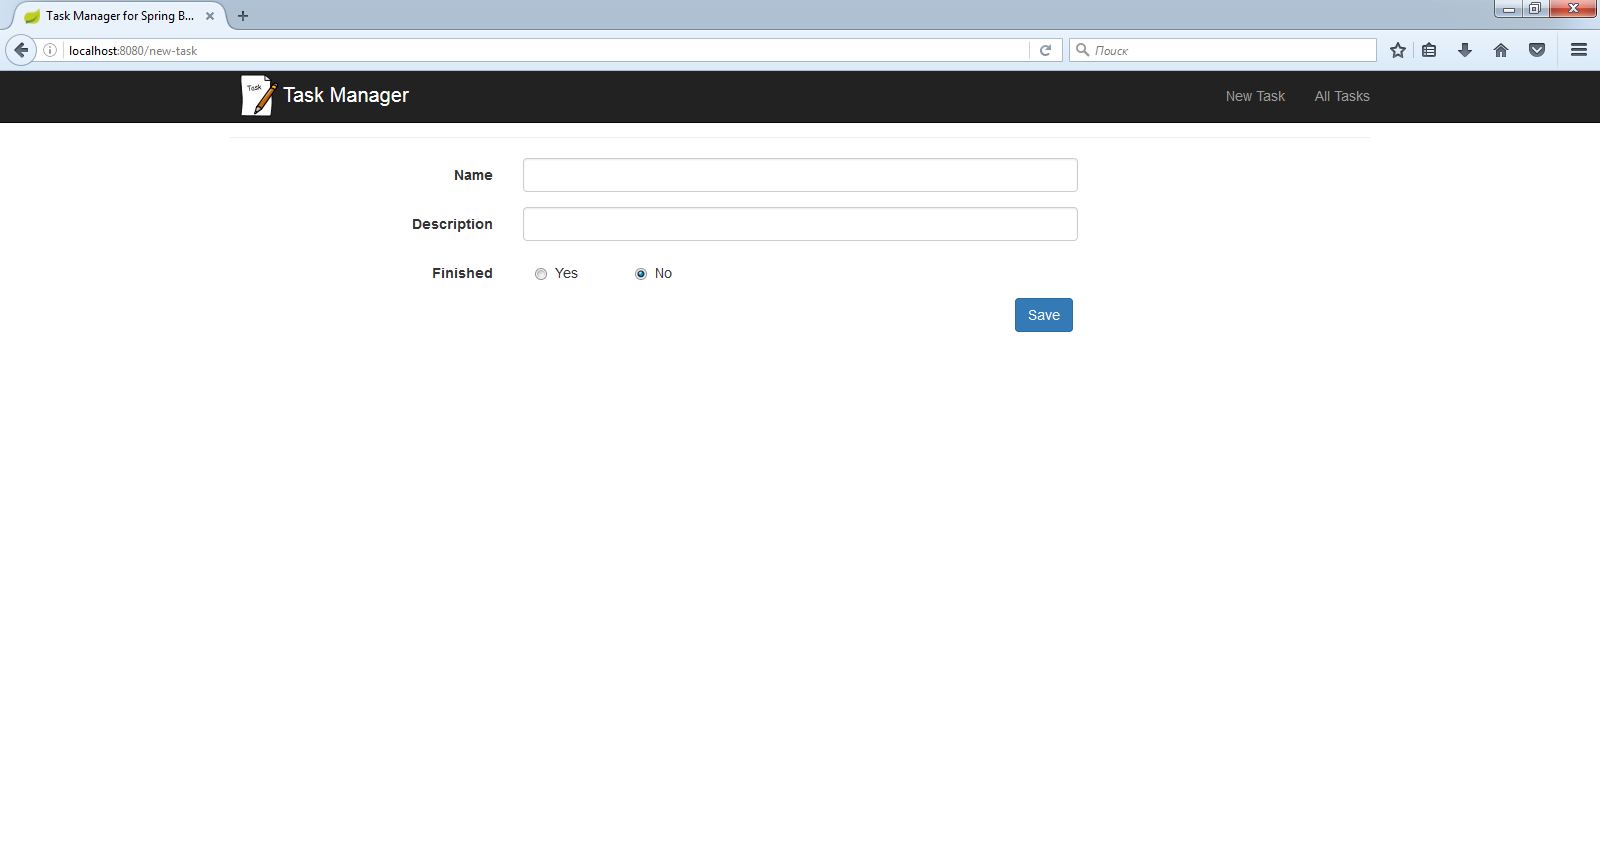 Task Manager for Spring B...
localhost:8080/new-task
Поиск
Task
Task Manager
New Task
All Tasks
Name
Description
Finished
Yes
No
Save